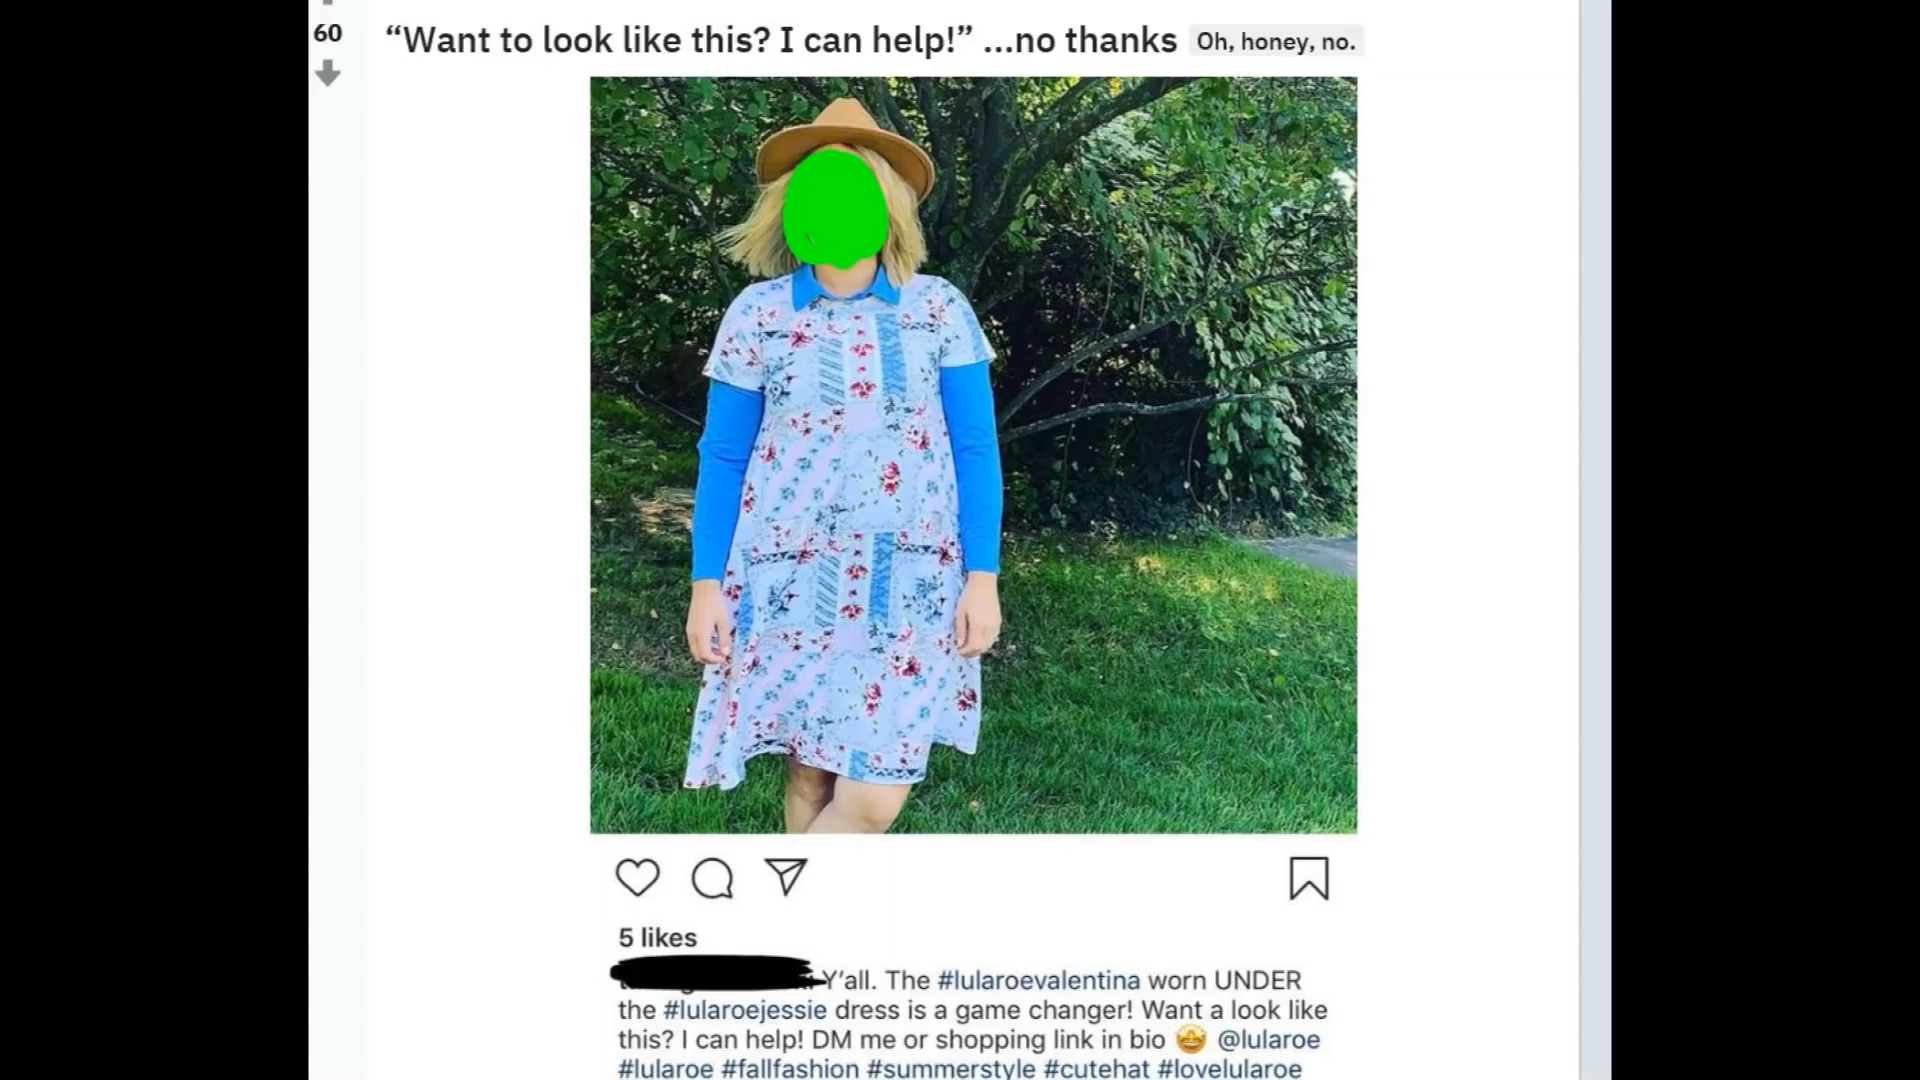 60
“Want to look like this? I can help!” ...no thanks Oh, honey, no.
5 likes
Y'all. The #lularoevalentina worn UNDER
the #lularoejessie dress is a game changer! Want a look like
this? I can help! DM me or shopping link in bio 🤩 @lularoe
#lularoe #fallfashion #summerstyle #cutehat #lovelularoe